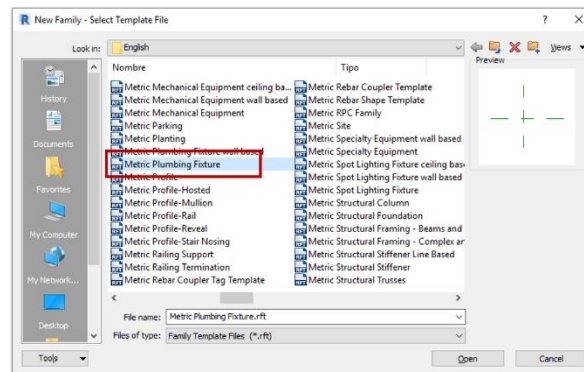 New Family - Select Template File
? X
Look in: English
Views
Preview
Nombre Tipo
History
Documents
Favorites
My Computer
My Network...
Desktop
Metric Mechanical Equipment ceiling ba...
Metric Mechanical Equipment wall based
Metric Mechanical Equipment
Metric Parking
Metric Planting
Metric Plumbing Fixture wall based
Metric Plumbing Fixture
Metric Profile
Metric Profile-Hosted
Metric Profile-Mullion
Metric Profile-Rail
Metric Profile-Reveal
Metric Profile-Stair Nosing
Metric Railing Support
Metric Railing Termination
Metric Rebar Coupler Tag Template
Metric Rebar Coupler Template
Metric Rebar Shape Template
Metric RPC Family
Metric Site
Metric Specialty Equipment wall based
Metric Specialty Equipment
Metric Spot Lighting Fixture ceiling base
Metric Spot Lighting Fixture wall based
Metric Spot Lighting Fixture
Metric Structural Column
Metric Structural Foundation
Metric Structural Framing - Beams and
Metric Structural Framing - Complex ar
Metric Structural Stiffener Line Based
Metric Structural Stiffener
Metric Structural Trusses
File name: Metric Plumbing Fixture.rft
Files of type: Family Template Files (*.rft)
Tools
Open
Cancel